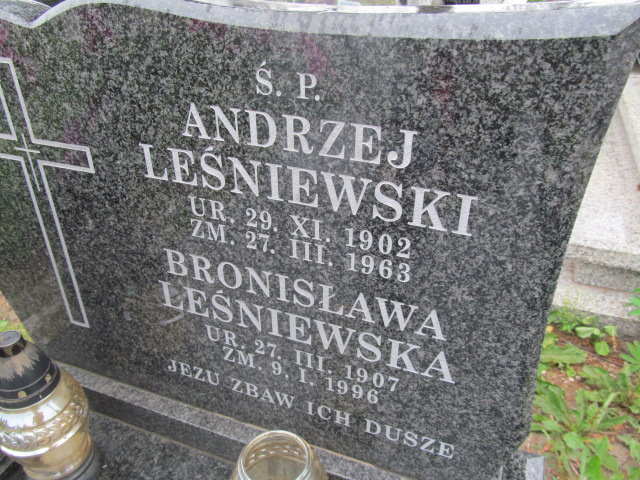 Ś. P.
ANDRZEJ
LEŚNIEWSKI
UR. 29. XI. 1902
ZM. 27. III. 1963
BRONISŁAWA
LEŚNIEWSKA
UR. 27. III. 1907
ZM. 9. I. 1996
JEZU ZBAW ICH DUSZE